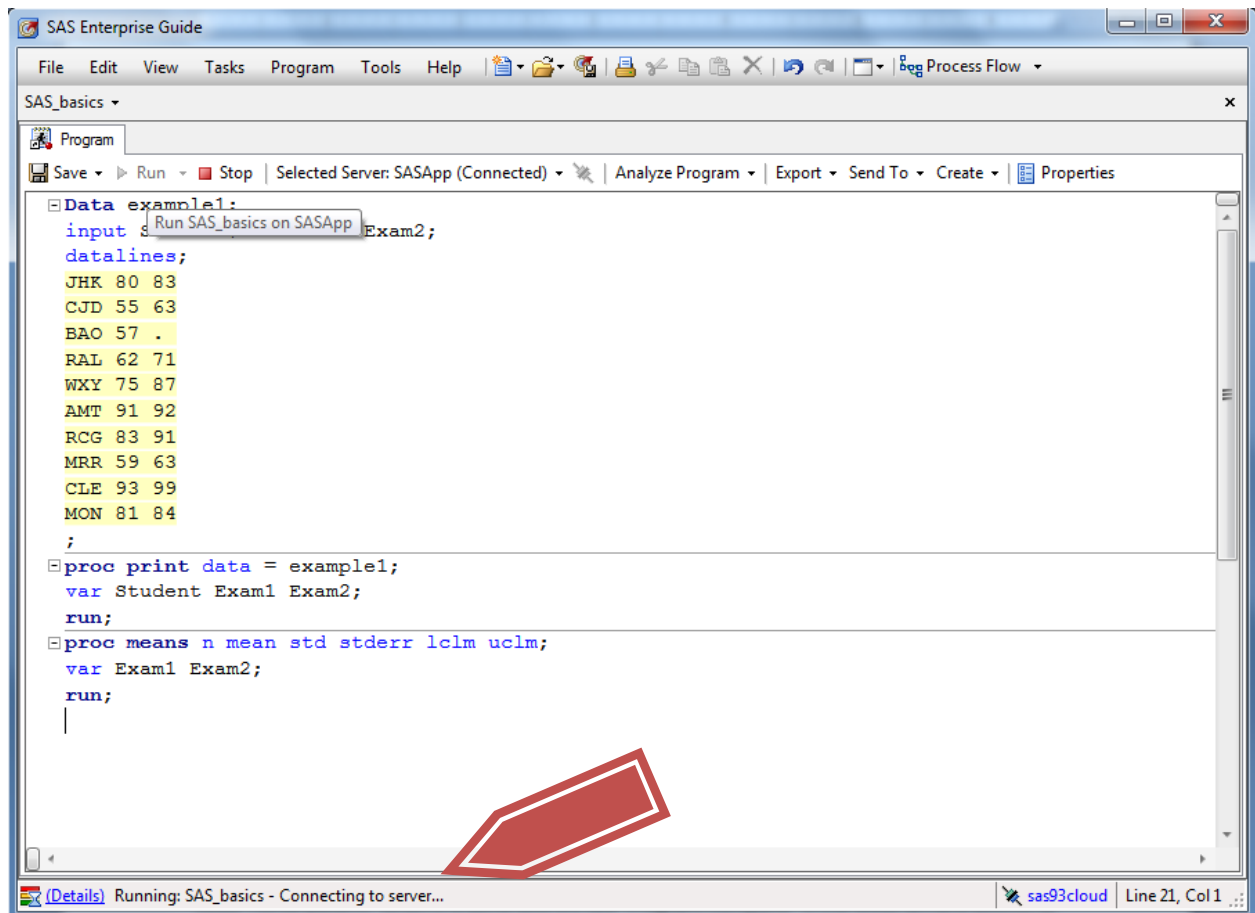 SAS Enterprise Guide
File Edit View Tasks Program Tools Help Process Flow
SAS_basics
Program
Save Run Stop Selected Server: SASApp (Connected) Analyze Program Export Send To Create Properties
Data example1;
Run SAS_basics on SASApp
input Exam2;
datalines;
JHK 80 83
CJD 55 63
BAO 57 .
RAL 62 71
WXY 75 87
AMT 91 92
RCG 83 91
MRR 59 63
CLE 93 99
MON 81 84
;
proc print data = example1;
var Student Exam1 Exam2;
run;
proc means n mean std stderr lclm uclm;
var Exam1 Exam2;
run;
(Details) Running: SAS_basics - Connecting to server... sas93cloud Line 21, Col 1